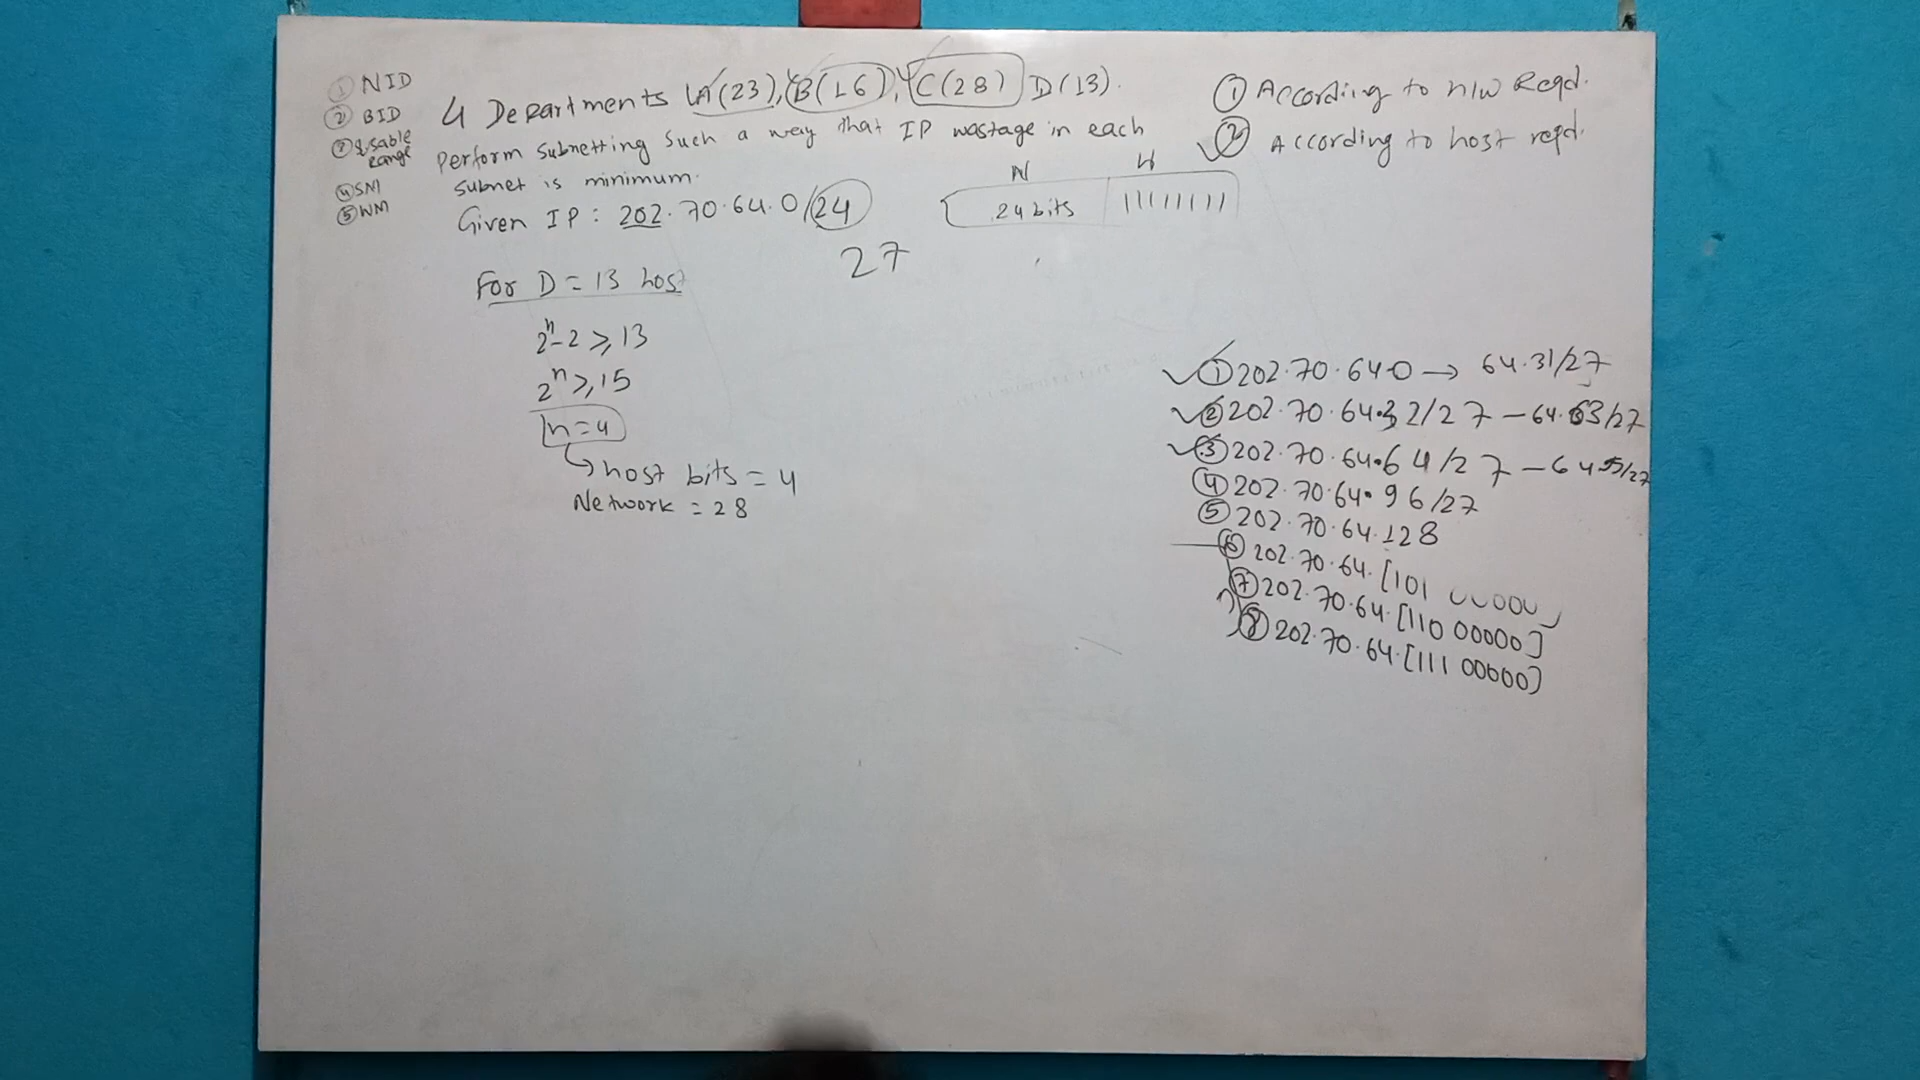 ① NID
② BID
③ Usable Range
④ SM
⑤ WM
4 Departments A(23), B(16), C(28) D(13).
Perform subnetting such a way that IP wastage in each
subnet is minimum.
Given IP : 202.70.64.0/24
27
N H
24 bits 11111111
① According to n/w Reqd.
② According to host reqd.
For D = 13 host
2ⁿ-2 ≥ 13
2ⁿ ≥ 15
n=4
↳ host bits = 4
Network = 28
① 202.70.64.0 → 64.31/27
② 202.70.64.32/27 – 64.63/27
③ 202.70.64.64/27 – 64.95/27
④ 202.70.64.96/27
⑤ 202.70.64.128
⑥ 202.70.64.[101 00000]
⑦ 202.70.64.[110 00000]
⑧ 202.70.64.[111 00000]